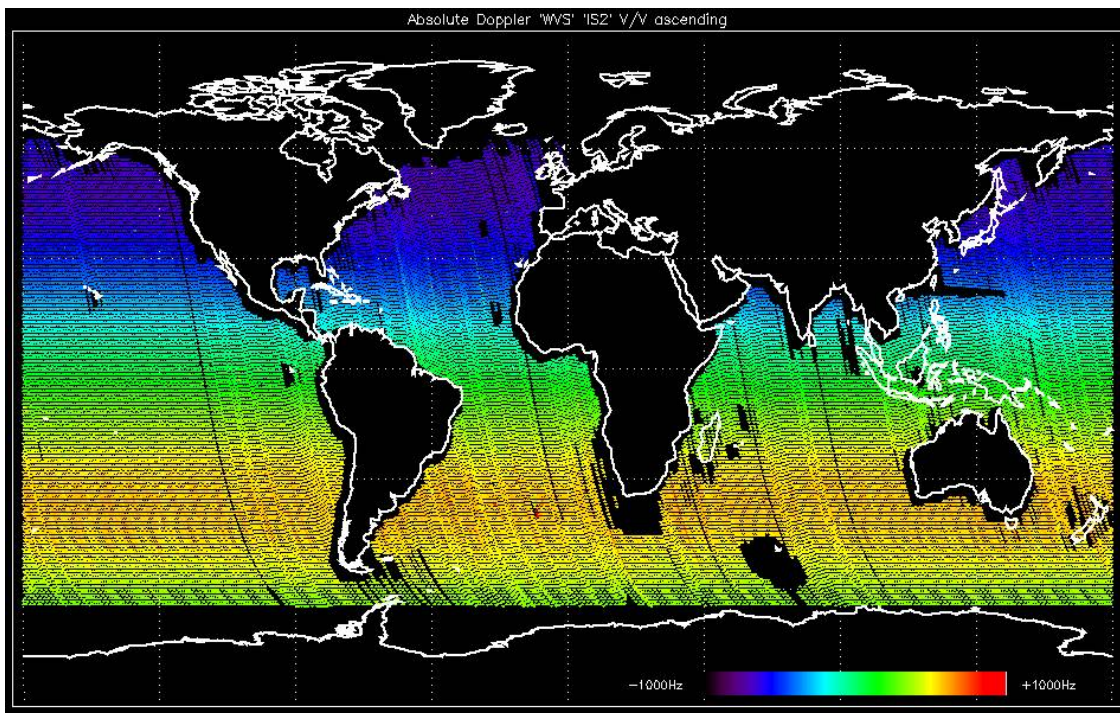 Absolute Doppler 'WVS' 'IS2' V/V ascending
-1000Hz +1000Hz